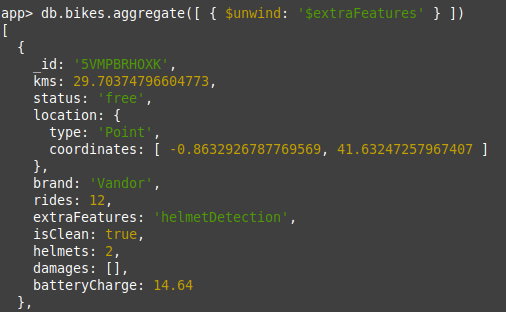 app> db.bikes.aggregate([ { $unwind: '$extraFeatures' } ])
[
  {
    _id: '5VMPBRHOXK',
    kms: 29.70374796604773,
    status: 'free',
    location: {
      type: 'Point',
      coordinates: [ -0.8632926787769569, 41.63247257967407 ]
    },
    brand: 'Vandor',
    rides: 12,
    extraFeatures: 'helmetDetection',
    isClean: true,
    helmets: 2,
    damages: [],
    batteryCharge: 14.64
  },